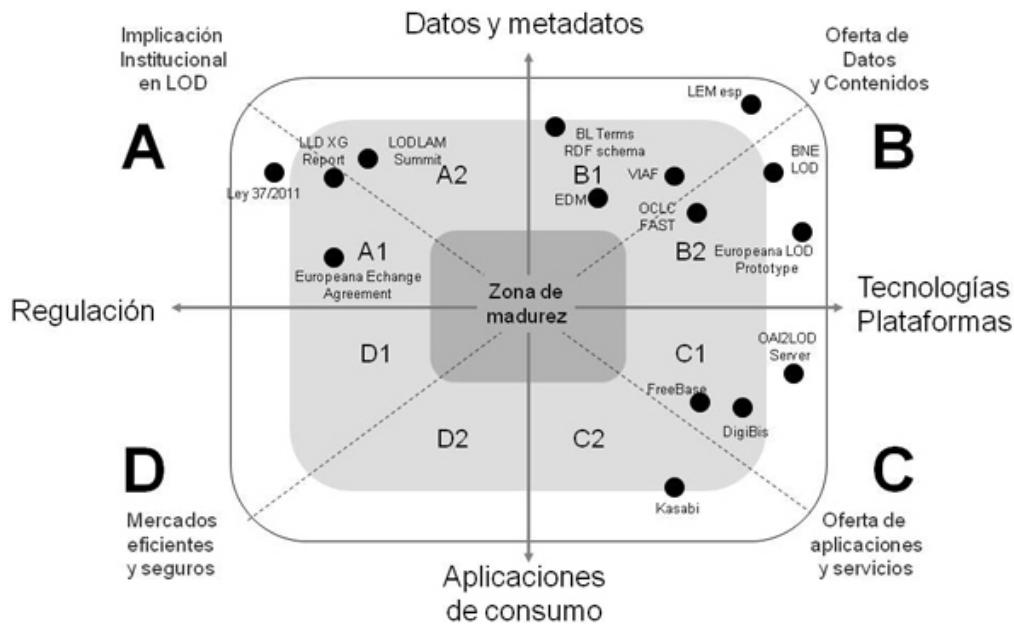 Datos y metadatos
Implicación
Institucional
en LOD
Oferta de
Datos
y Contenidos
A
B
LEM esp
LLD XG
Report
LODLAM
Summit
A2
BL Terms
RDF schema
B1
VIAF
BNE
LOD
Ley 37/2011
EDM
OCLC
FAST
A1
Europeana Echange
Agreement
B2
Europeana LOD
Prototype
Regulación
Zona de
madurez
Tecnologías
Plataformas
D1
C1
OAI2LOD
Server
FreeBase
DigiBis
D2
C2
D
C
Kasabi
Mercados
eficientes
y seguros
Oferta de
aplicaciones
y servicios
Aplicaciones
de consumo